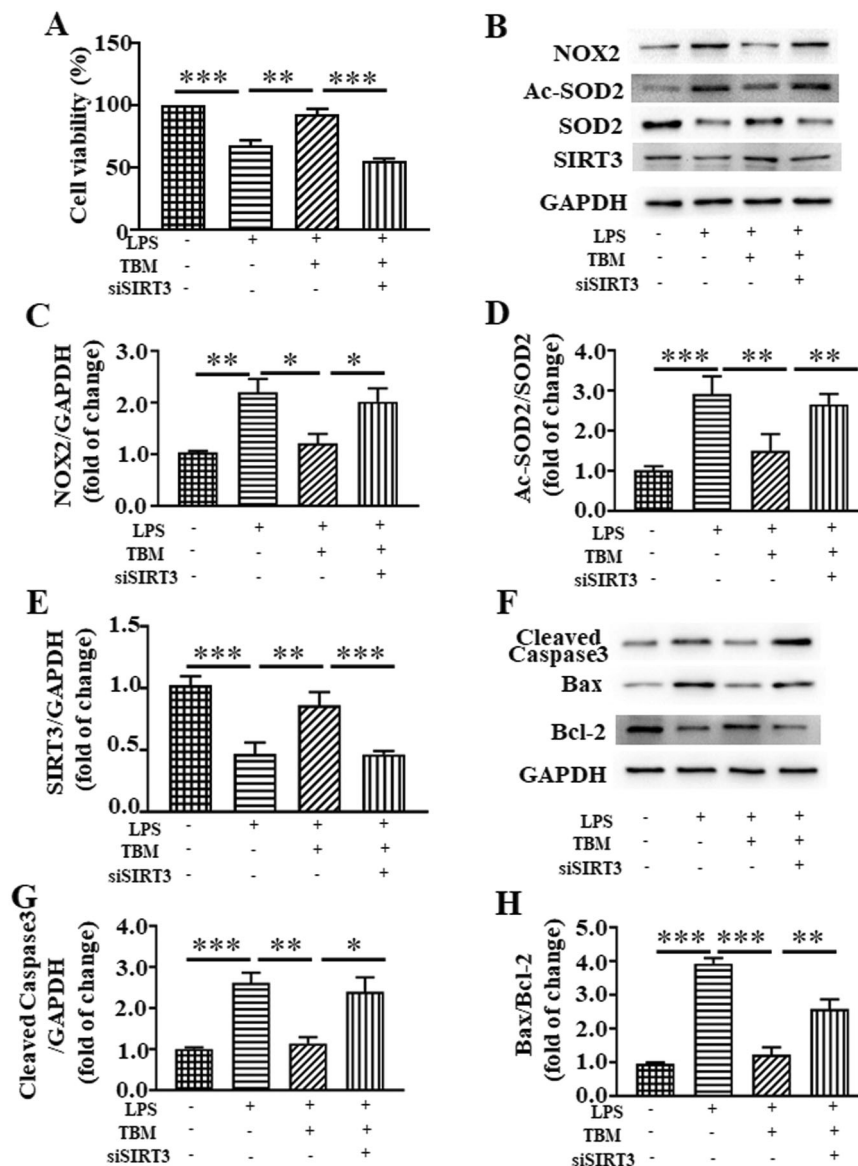 A
Cell viability (%)
150
100
50
0
*** ** ***
LPS - + + +
TBM - - + +
siSIRT3 - - - +
B
NOX2
Ac-SOD2
SOD2
SIRT3
GAPDH
LPS - + + +
TBM - - + +
siSIRT3 - - - +
C
NOX2/GAPDH
(fold of change)
3.0
2.0
1.0
0.0
** * *
LPS - + + +
TBM - - + +
siSIRT3 - - - +
D
Ac-SOD2/SOD2
(fold of change)
4.0
3.0
2.0
1.0
0.0
*** ** **
LPS - + + +
TBM - - + +
siSIRT3 - - - +
E
SIRT3/GAPDH
(fold of change)
1.5
1.0
0.5
0.0
*** ** ***
LPS - + + +
TBM - - + +
siSIRT3 - - - +
F
Cleaved
Caspase3
Bax
Bcl-2
GAPDH
LPS - + + +
TBM - - + +
siSIRT3 - - - +
G
Cleaved Caspase3
/GAPDH
(fold of change)
4.0
3.0
2.0
1.0
0.0
*** ** *
LPS - + + +
TBM - - + +
siSIRT3 - - - +
H
Bax/Bcl-2
(fold of change)
5.0
4.0
3.0
2.0
1.0
0.0
*** *** **
LPS - + + +
TBM - - + +
siSIRT3 - - - +